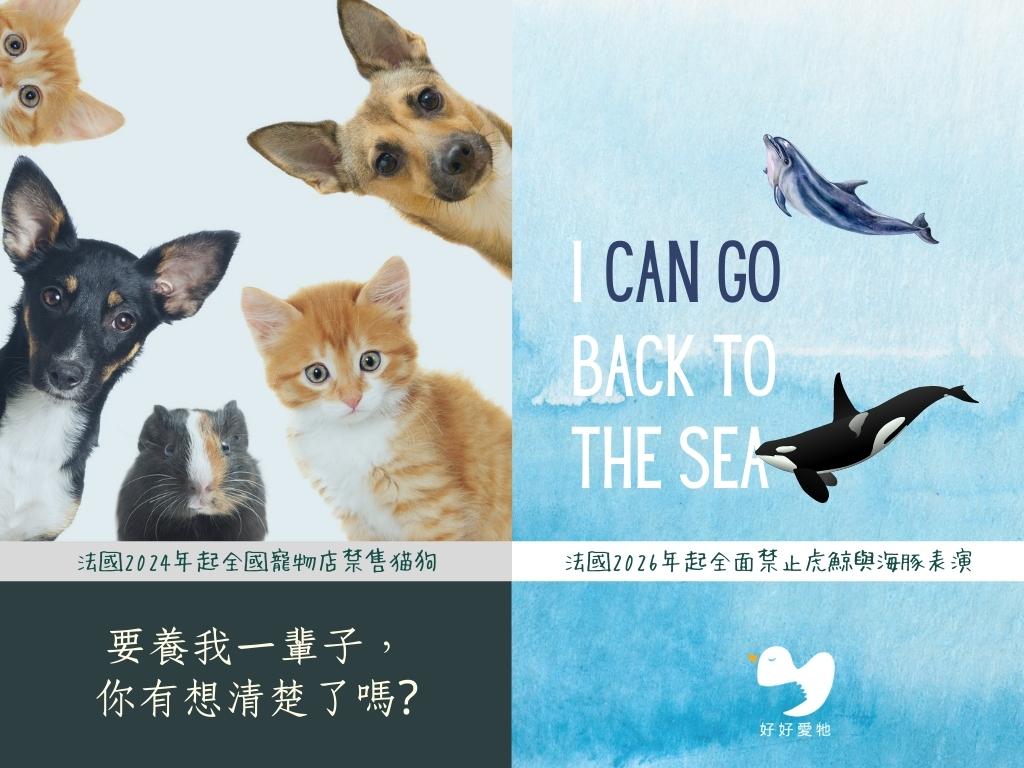 法國2024年起全國寵物店禁售猫狗
要養我一輩子，
你有想清楚了嗎?
I CAN GO
BACK TO
THE SEA
法國2026年起全面禁止虎鯨與海豚表演
好好愛牠